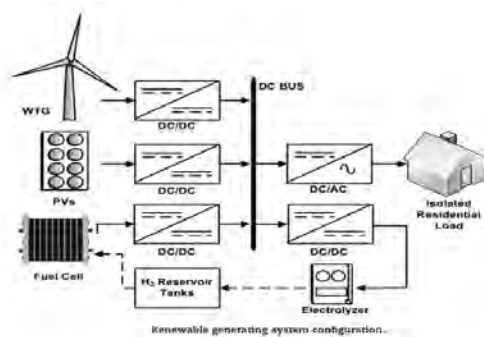 WTG
DC/DC
DC BUS
PVs
DC/DC
DC/AC
Isolated
Residential
Load
Fuel Cell
DC/DC
DC/DC
H₂ Reservoir
Tanks
Electrolyzer
Renewable generating system configuration.